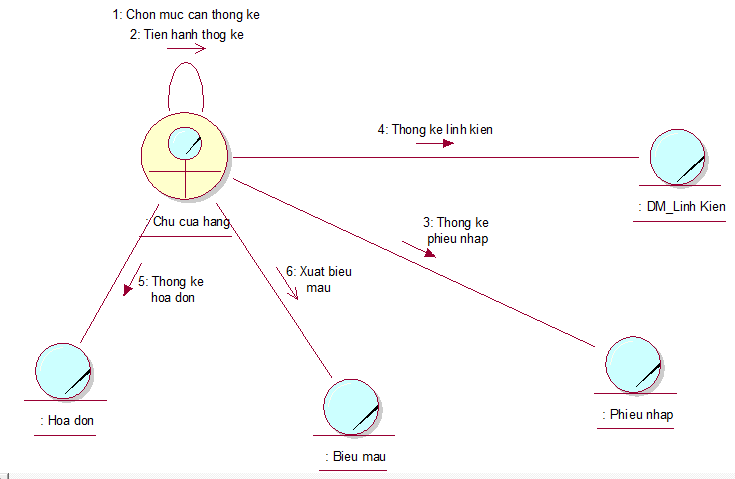 1: Chon muc can thong ke
2: Tien hanh thog ke
4: Thong ke linh kien
: DM_Linh Kien
: Chu cua hang
3: Thong ke
phieu nhap
6: Xuat bieu
mau
5: Thong ke
hoa don
: Hoa don
: Phieu nhap
: Bieu mau